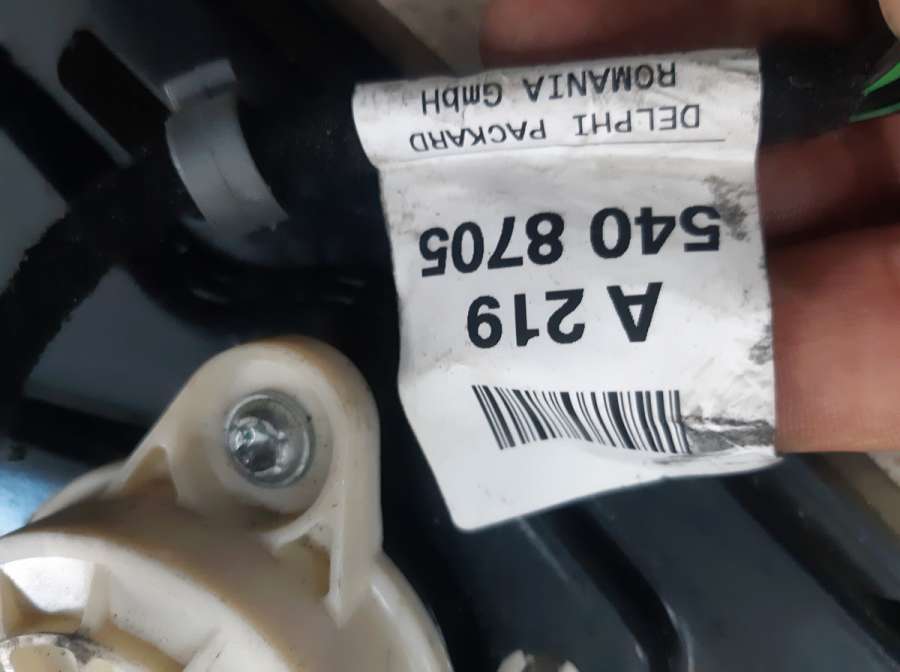 A 219
540 8705
DELPHI PACKARD
ROMANIA GmbH